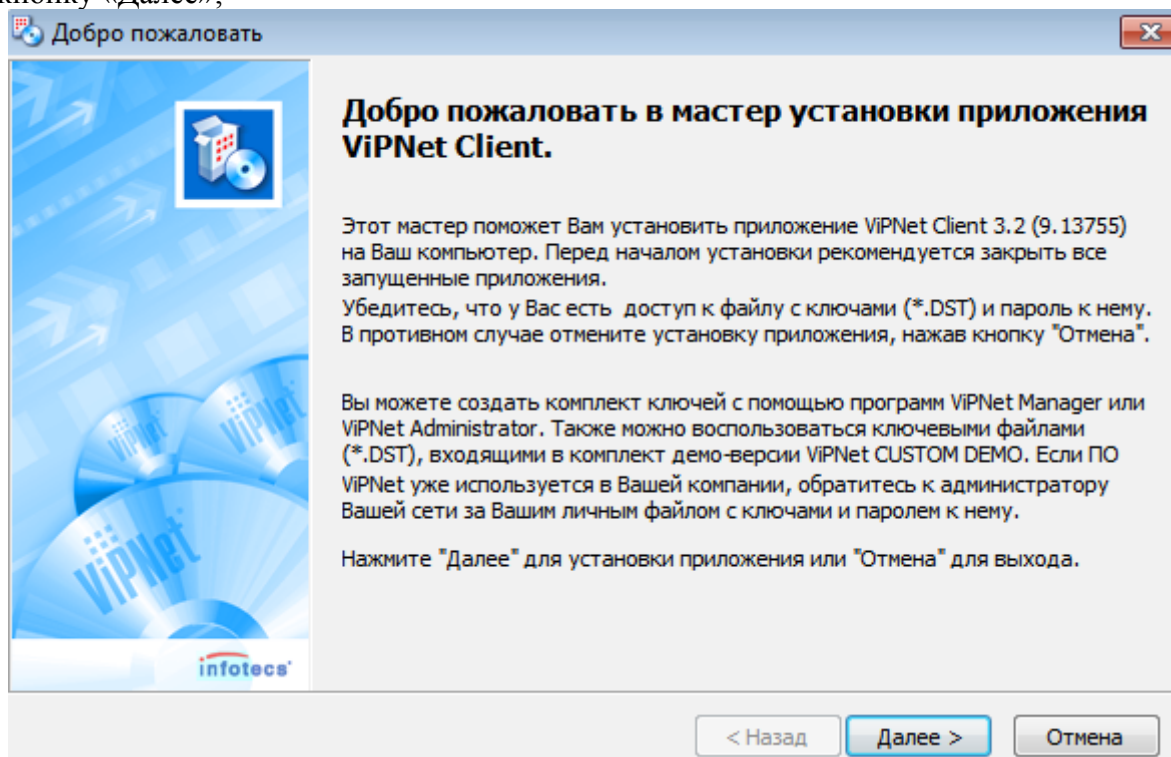 кнопку «Далее»;
Добро пожаловать
Добро пожаловать в мастер установки приложения
ViPNet Client.
Этот мастер поможет Вам установить приложение ViPNet Client 3.2 (9.13755)
на Ваш компьютер. Перед началом установки рекомендуется закрыть все
запущенные приложения.
Убедитесь, что у Вас есть доступ к файлу с ключами (*.DST) и пароль к нему.
В противном случае отмените установку приложения, нажав кнопку "Отмена".
Вы можете создать комплект ключей с помощью программ ViPNet Manager или
ViPNet Administrator. Также можно воспользоваться ключевыми файлами
(*.DST), входящими в комплект демо-версии ViPNet CUSTOM DEMO. Если ПО
ViPNet уже используется в Вашей компании, обратитесь к администратору
Вашей сети за Вашим личным файлом с ключами и паролем к нему.
Нажмите "Далее" для установки приложения или "Отмена" для выхода.
ViPNet
ViPNet
ViPNet
infotecs
< Назад
Далее >
Отмена